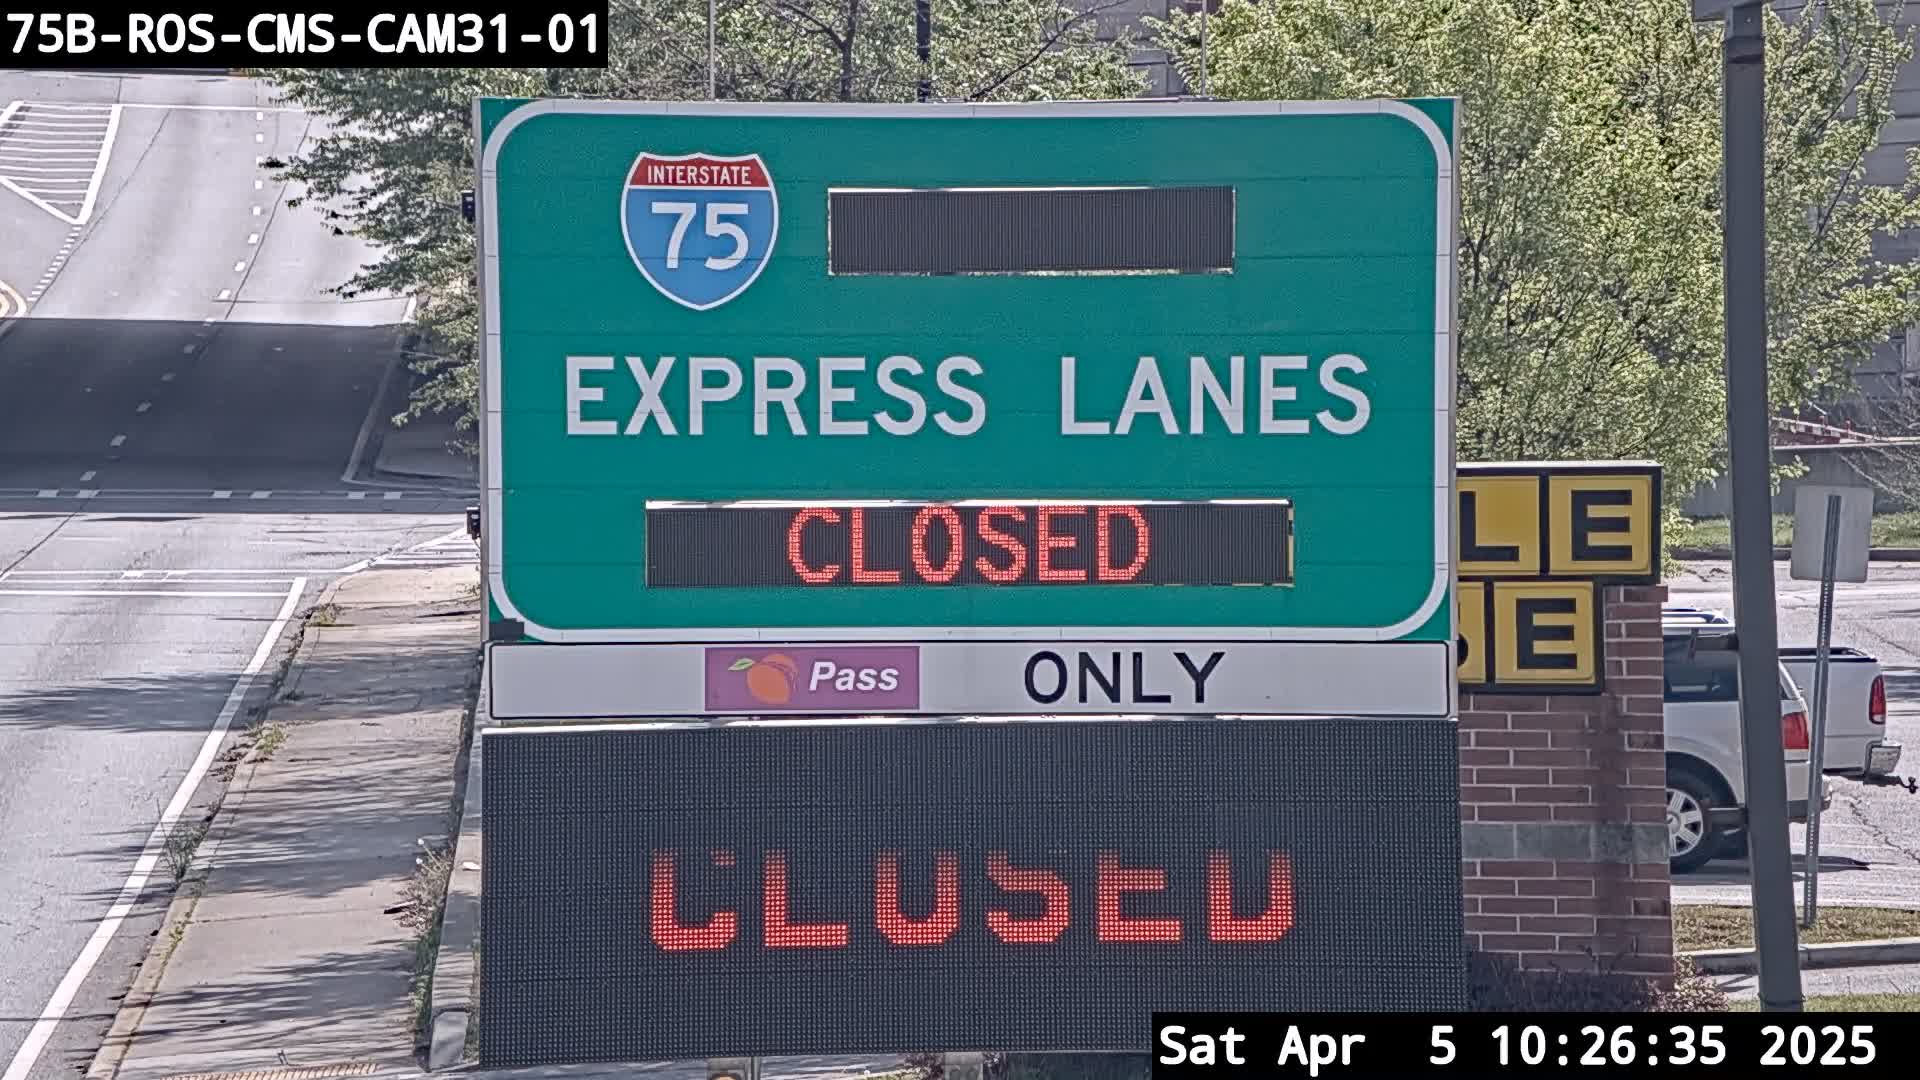 75B-ROS-CMS-CAM31-01
INTERSTATE
75
EXPRESS LANES
CLOSED
LE
E
Pass ONLY
CLOSED
Sat Apr 5 10:26:35 2025